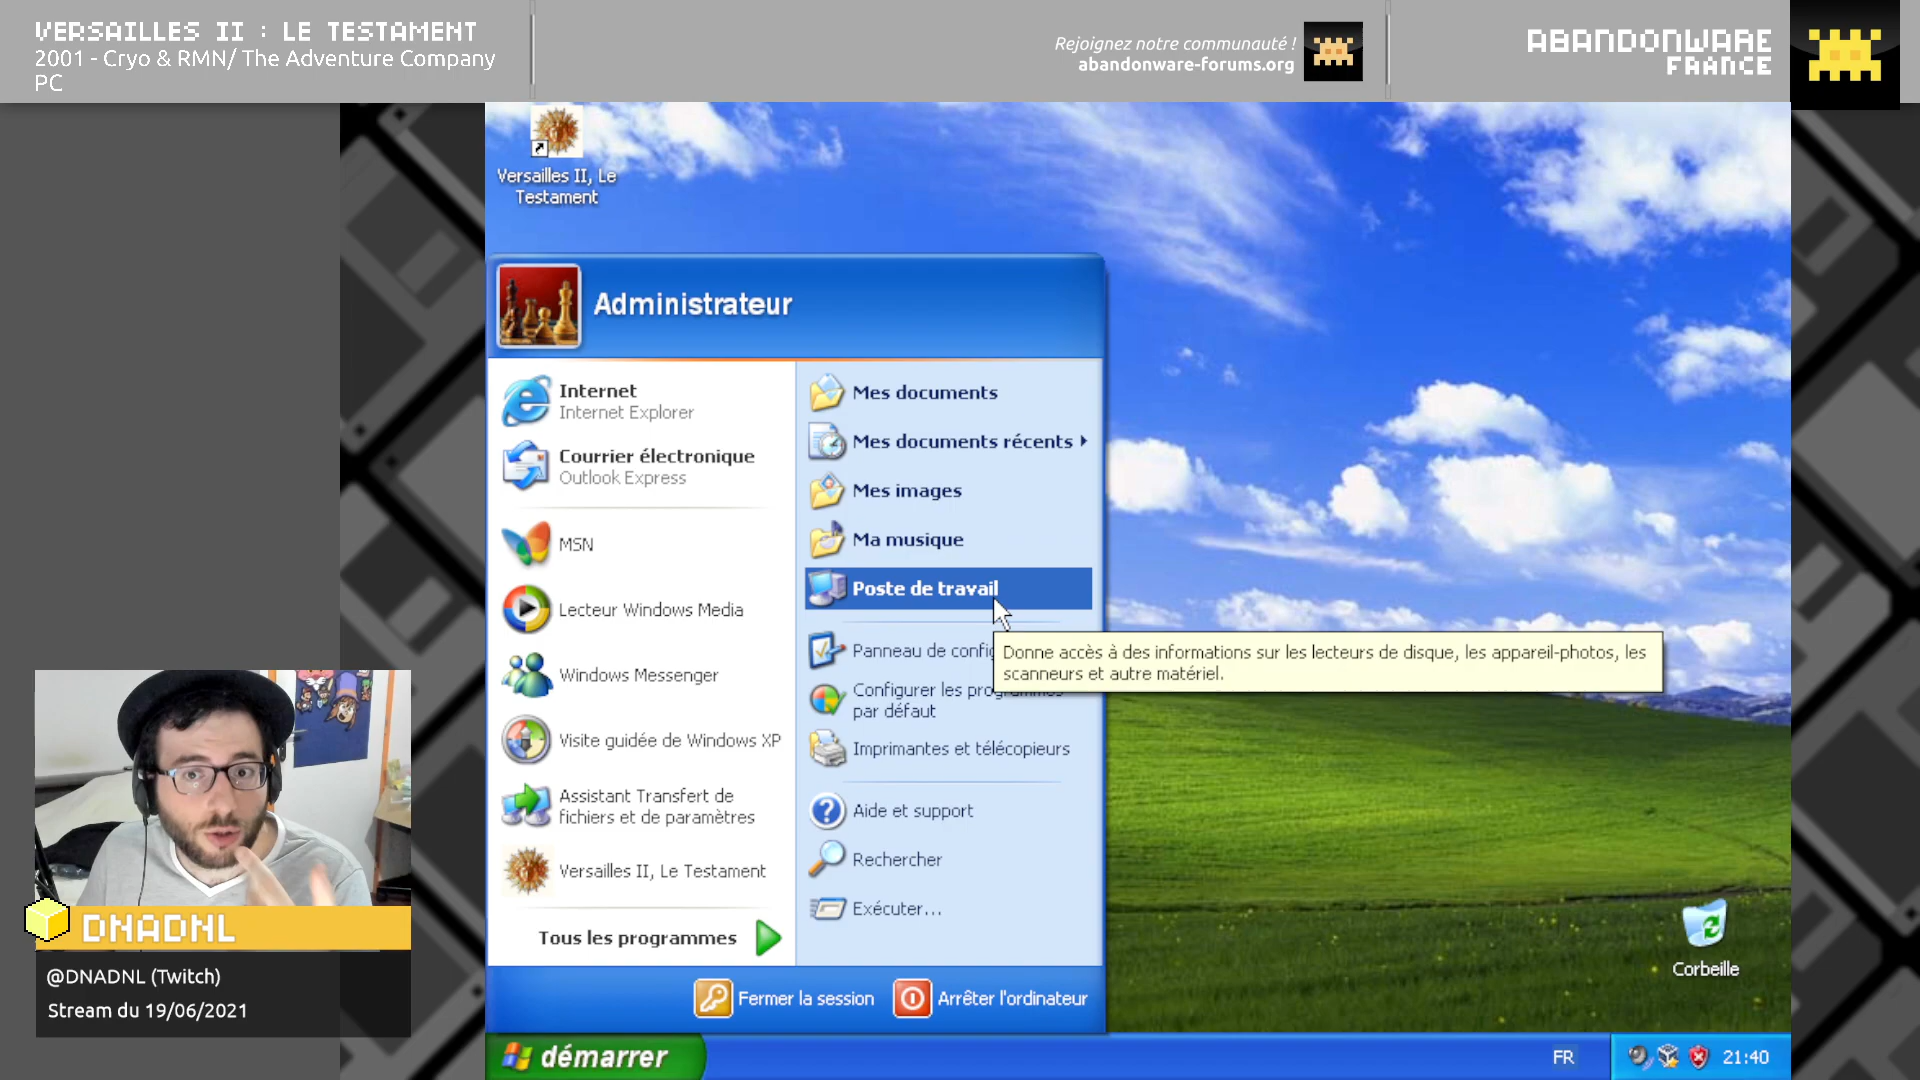 VERSAILLES II : LE TESTAMENT
2001 - Cryo & RMN/ The Adventure Company
PC
Rejoignez notre communauté !
abandonware-forums.org
ABANDONWARE
FRANCE
Versailles II, Le
Testament
Administrateur
Internet
Internet Explorer
Courrier électronique
Outlook Express
MSN
Lecteur Windows Media
Windows Messenger
Visite guidée de Windows XP
Assistant Transfert de
fichiers et de paramètres
Versailles II, Le Testament
Tous les programmes
Mes documents
Mes documents récents
Mes images
Ma musique
Poste de travail
Panneau de config
Donne accès à des informations sur les lecteurs de disque, les appareil-photos, les
scanneurs et autre matériel.
Configurer les programmes
par défaut
Imprimantes et télécopieurs
Aide et support
Rechercher
Exécuter...
Fermer la session
Arrêter l'ordinateur
Corbeille
démarrer
FR
21:40
DNADNL
@DNADNL (Twitch)
Stream du 19/06/2021